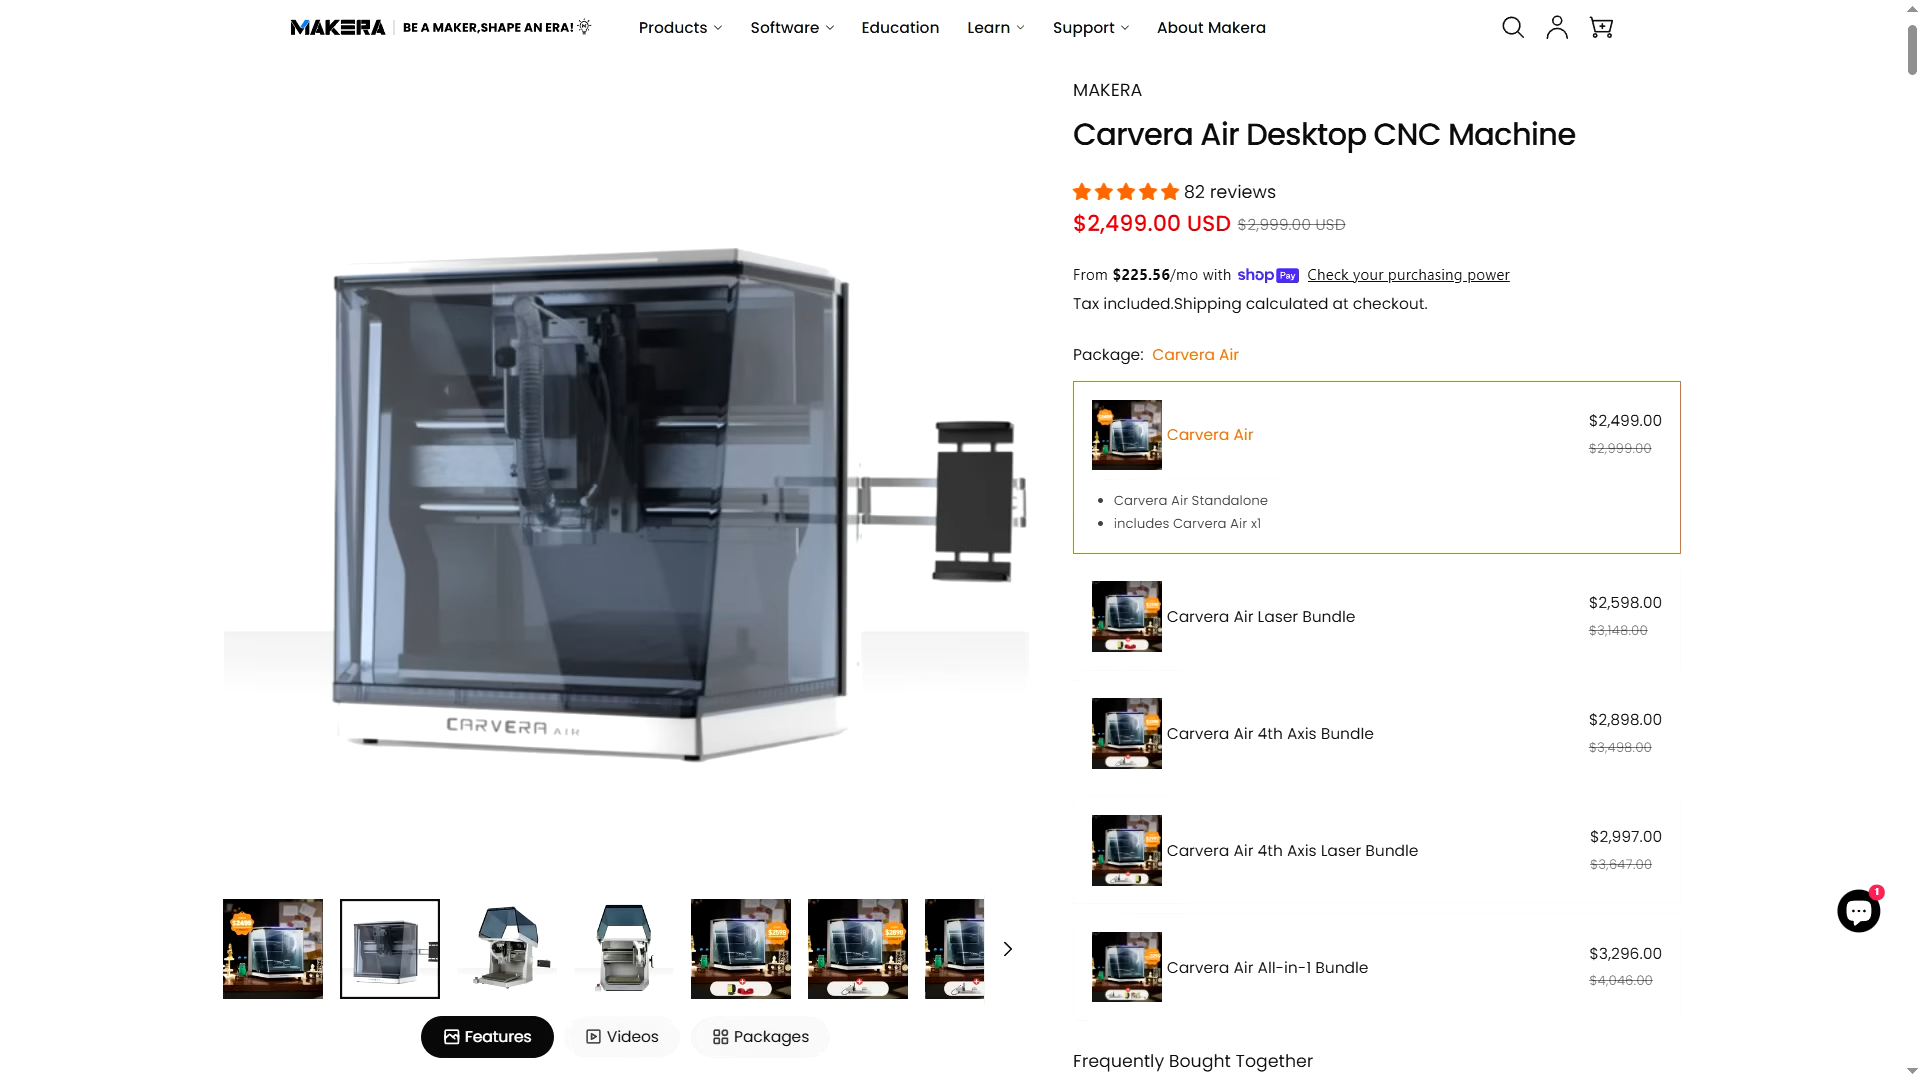 MAKERA
BE A MAKER,SHAPE AN ERA!
Products
Software
Education
Learn
Support
About Makera
MAKERA
Carvera Air Desktop CNC Machine
82 reviews
$2,499.00 USD $2,999.00 USD
From $225.56/mo with shop Pay Check your purchasing power
Tax included.Shipping calculated at checkout.
Package: Carvera Air
Carvera Air
$2,499.00
$2,999.00
Carvera Air Standalone
includes Carvera Air x1
Carvera Air Laser Bundle
$2,598.00
$3,148.00
Carvera Air 4th Axis Bundle
$2,898.00
$3,498.00
Carvera Air 4th Axis Laser Bundle
$2,997.00
$3,647.00
Carvera Air All-in-1 Bundle
$3,296.00
$4,046.00
Frequently Bought Together
CARVERA AIR
Features
Videos
Packages
1